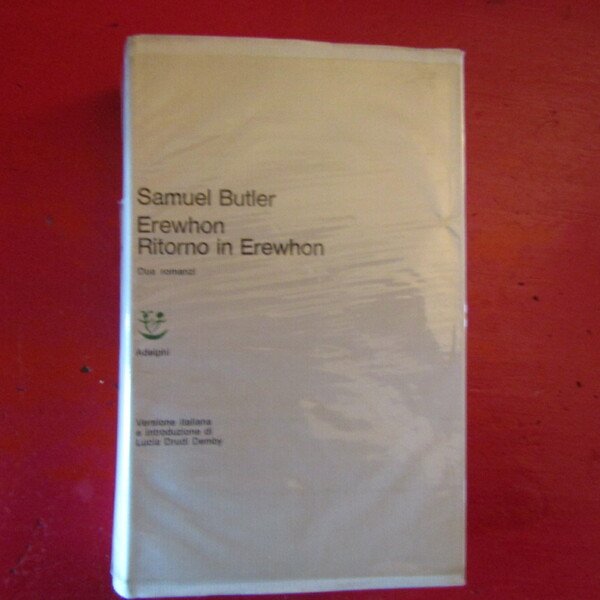 Samuel Butler
Erewhon
Ritorno in Erewhon
Due romanzi
Adelphi
Versione italiana
e introduzione di
Lucia Drudi Demby